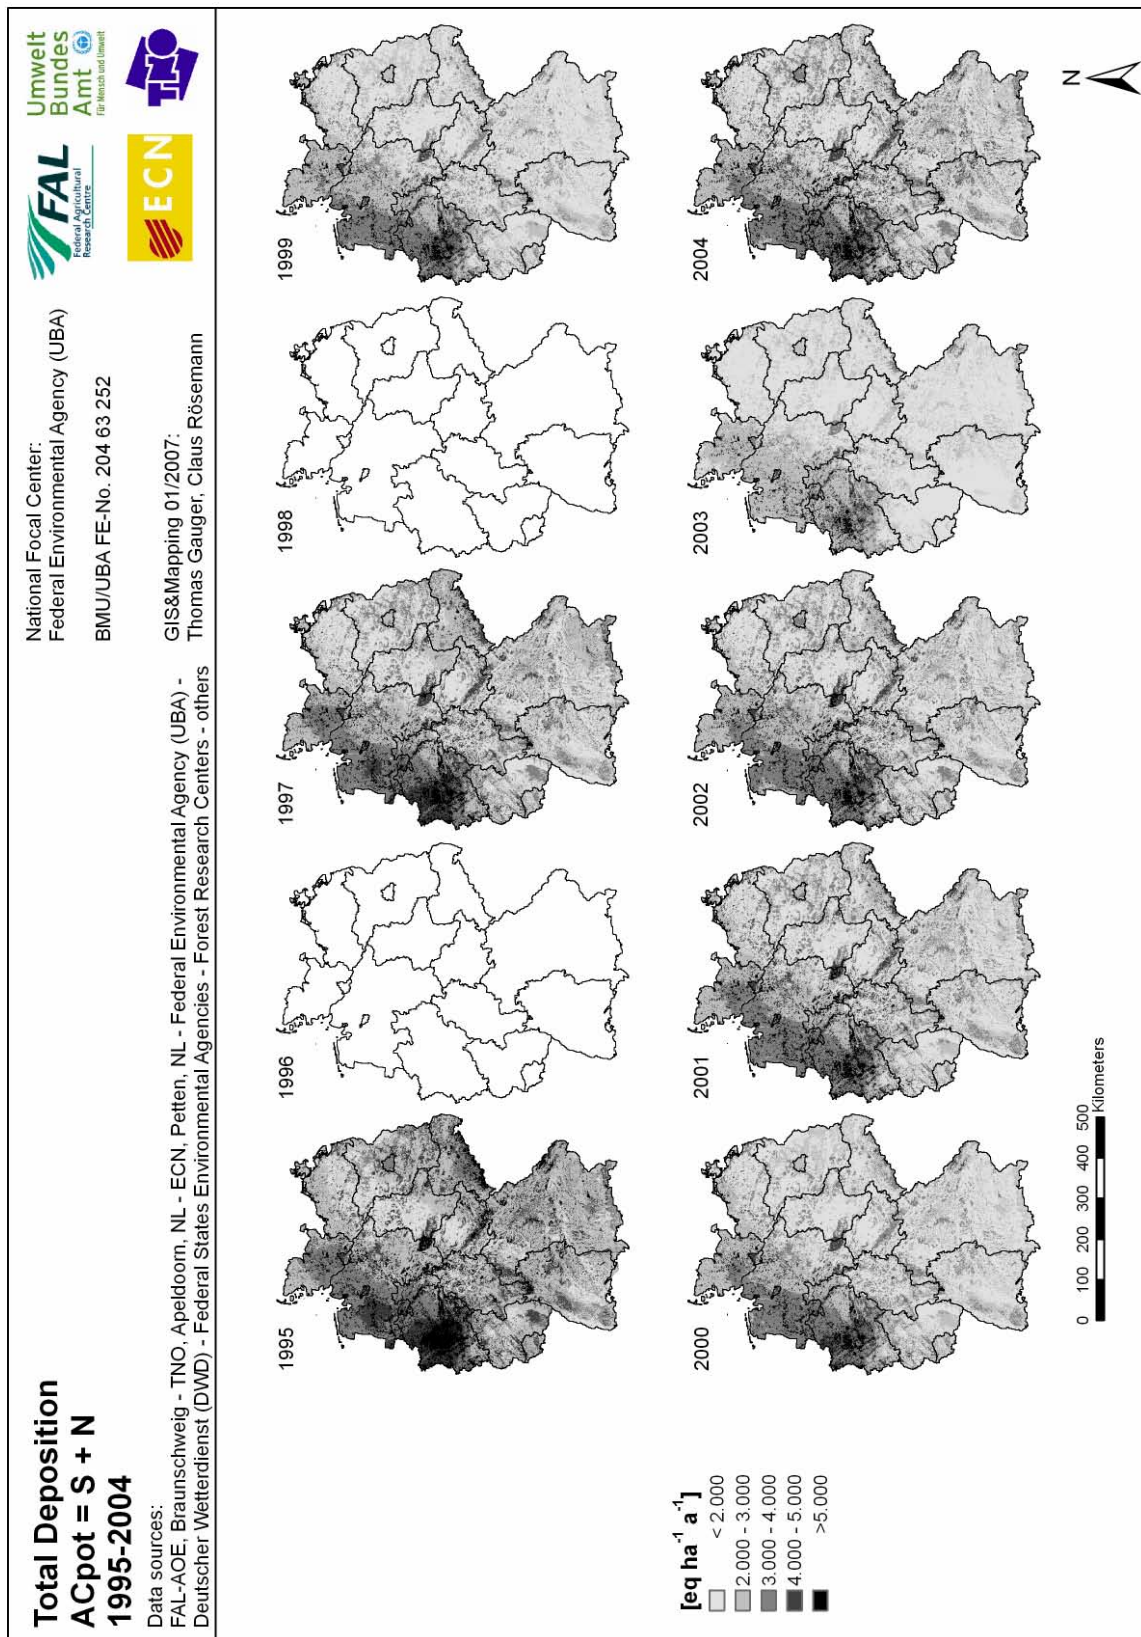 Total Deposition
ACpot = S + N
1995-2004
Data sources:
FAL-AOE, Braunschweig - TNO, Apeldoorn, NL - ECN, Petten, NL - Federal Environmental Agency (UBA) -
Deutscher Wetterdienst (DWD) - Federal States Environmental Agencies - Forest Research Centers - others
National Focal Center:
Federal Environmental Agency (UBA)
BMU/UBA FE-No. 204 63 252
GIS&Mapping 01/2007:
Thomas Gauger, Claus Rösemann
FAL
Federal Agricultural
Research Centre
Umwelt
Bundes
Amt
Für Mensch und Umwelt
ECN
TNO
1995
1996
1997
1998
1999
[eq ha⁻¹ a⁻¹]
< 2.000
2.000 - 3.000
3.000 - 4.000
4.000 - 5.000
>5.000
2000
2001
2002
2003
2004
0 100 200 300 400 500
Kilometers
N